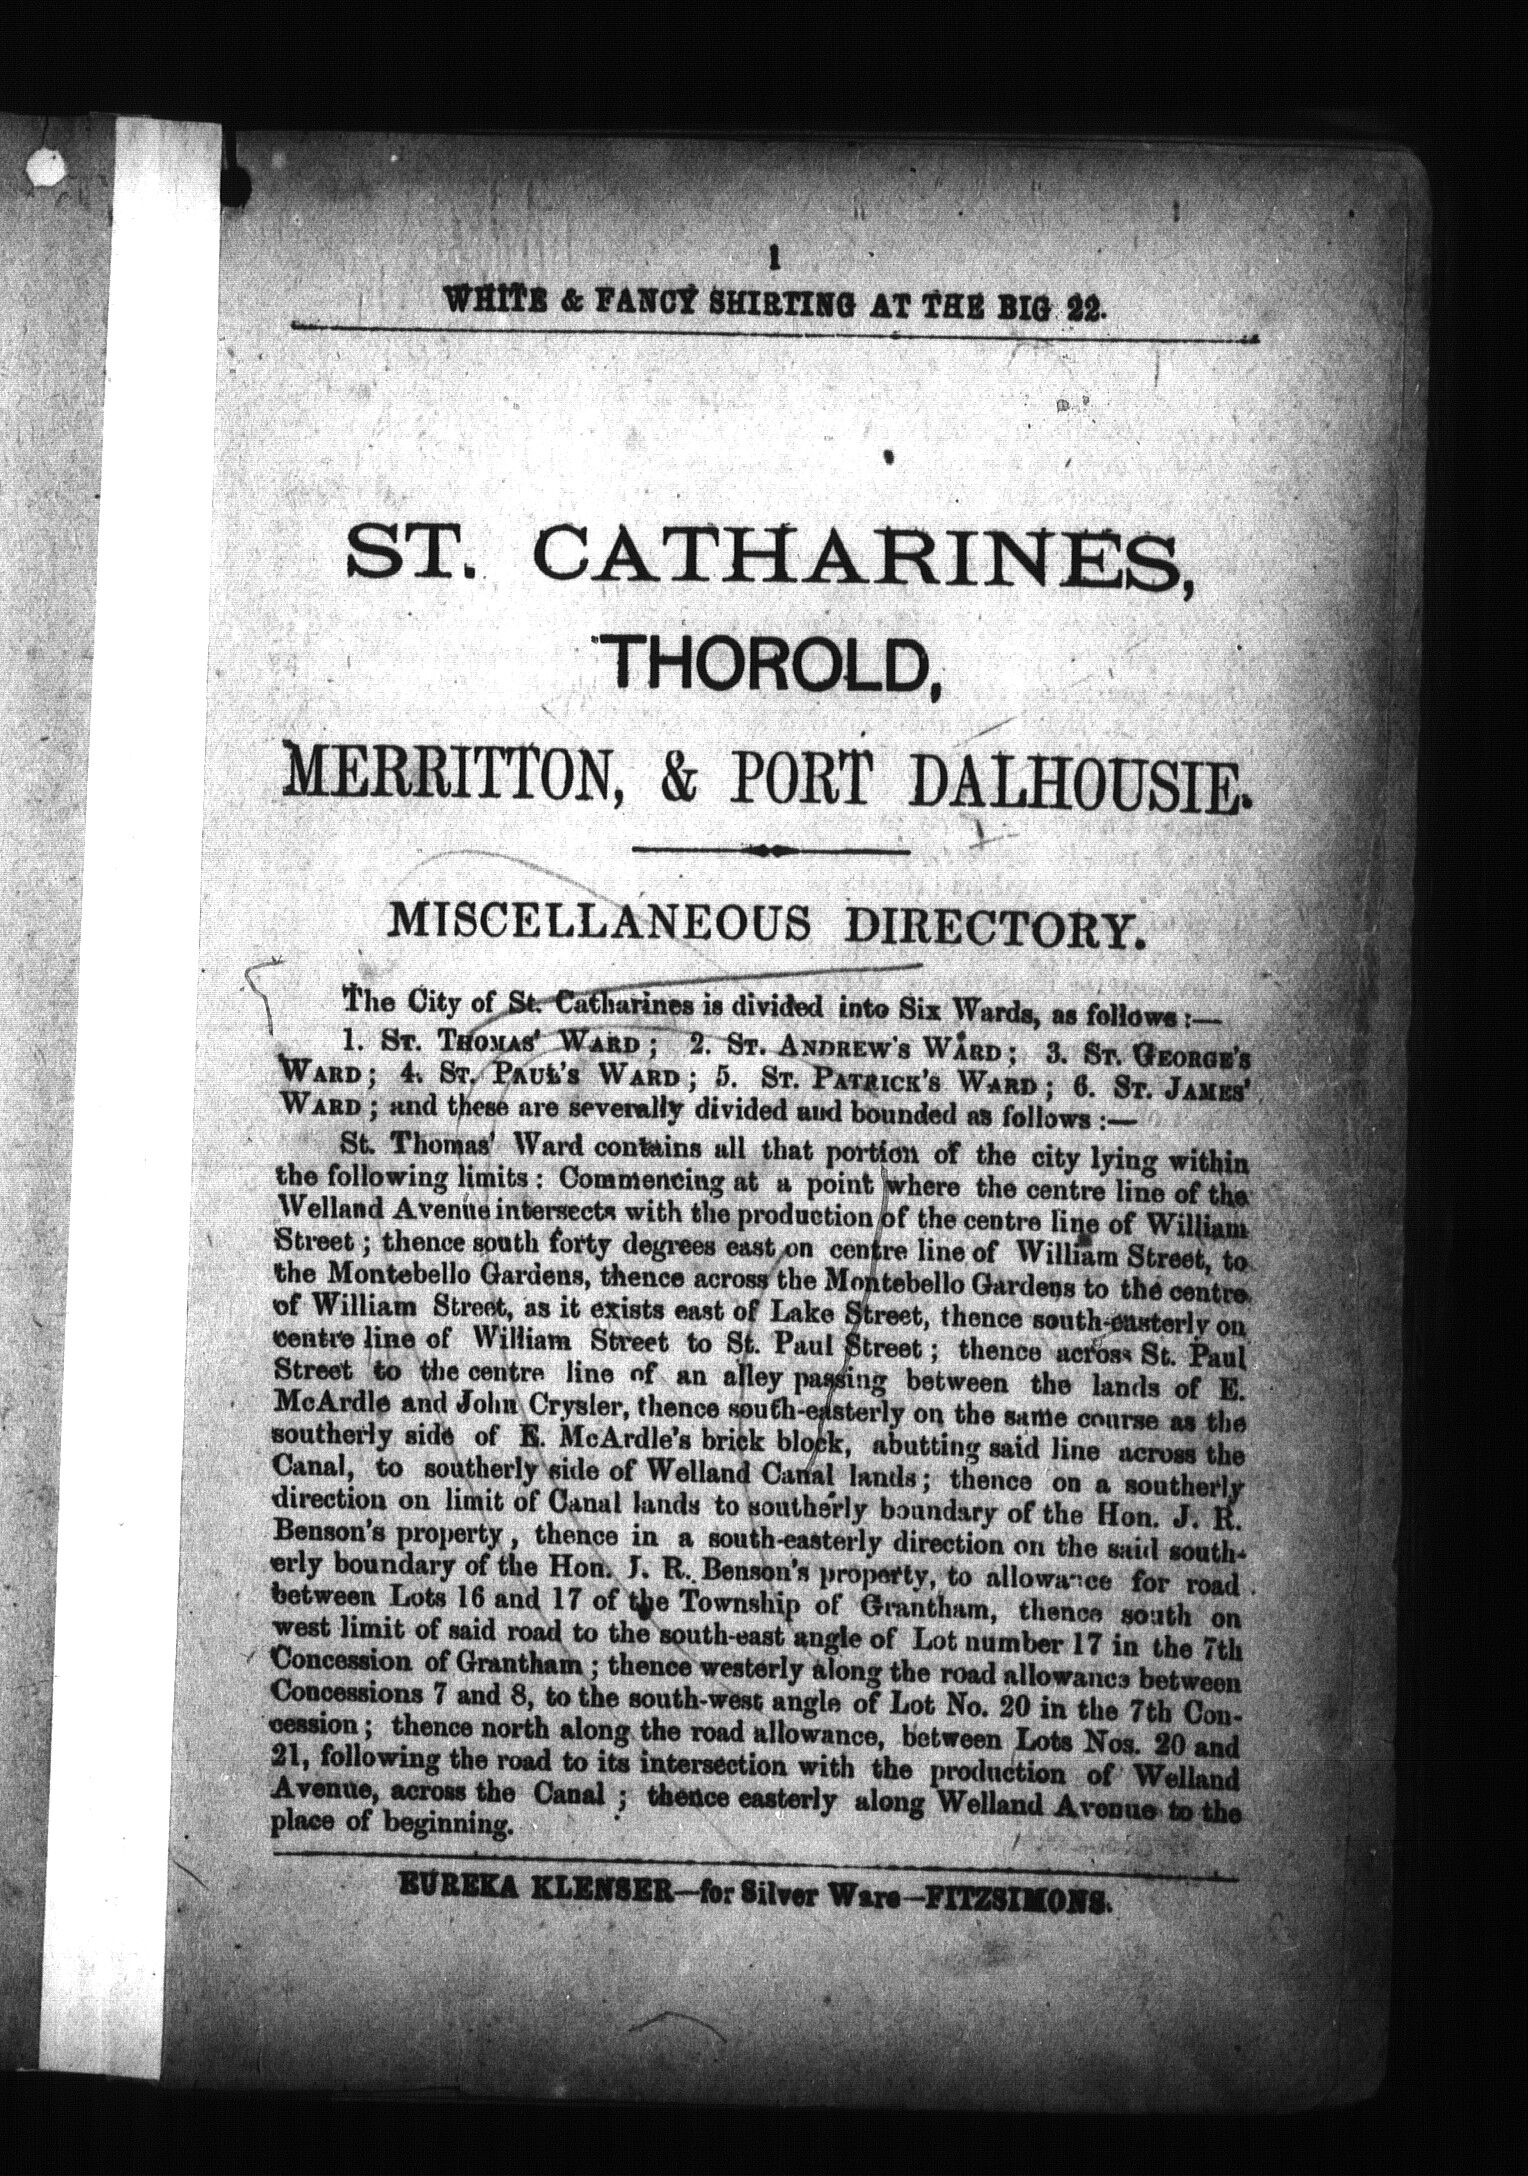 1
WHITE & FANCY SHIRTING AT THE BIG 22.
ST. CATHARINES,
THOROLD,
MERRITTON, & PORT DALHOUSIE.
MISCELLANEOUS DIRECTORY.
The City of St. Catharines is divided into Six Wards, as follows:—
1. ST. THOMAS' WARD; 2. ST. ANDREW'S WARD; 3. ST. GEORGE'S
WARD; 4. ST. PAUL'S WARD; 5. ST. PATRICK'S WARD; 6. ST. JAMES'
WARD; and these are severally divided and bounded as follows:—
St. Thomas' Ward contains all that portion of the city lying within
the following limits: Commencing at a point where the centre line of the
Welland Avenue intersects with the production of the centre line of William
Street; thence south forty degrees east on centre line of William Street, to
the Montebello Gardens, thence across the Montebello Gardens to the centre
of William Street, as it exists east of Lake Street, thence south-easterly on
centre line of William Street to St. Paul Street; thence across St. Paul
Street to the centre line of an alley passing between the lands of E.
McArdle and John Crysler, thence south-easterly on the same course as the
southerly side of E. McArdle's brick block, abutting said line across the
Canal, to southerly side of Welland Canal lands; thence on a southerly
direction on limit of Canal lands to southerly boundary of the Hon. J. R.
Benson's property, thence in a south-easterly direction on the said south-
erly boundary of the Hon. J. R. Benson's property, to allowance for road
between Lots 16 and 17 of the Township of Grantham, thence south on
west limit of said road to the south-east angle of Lot number 17 in the 7th
Concession of Grantham; thence westerly along the road allowance between
Concessions 7 and 8, to the south-west angle of Lot No. 20 in the 7th Con-
cession; thence north along the road allowance, between Lots Nos. 20 and
21, following the road to its intersection with the production of Welland
Avenue, across the Canal; thence easterly along Welland Avenue to the
place of beginning.
EUREKA KLENSER—for Silver Ware—FITZSIMONS.